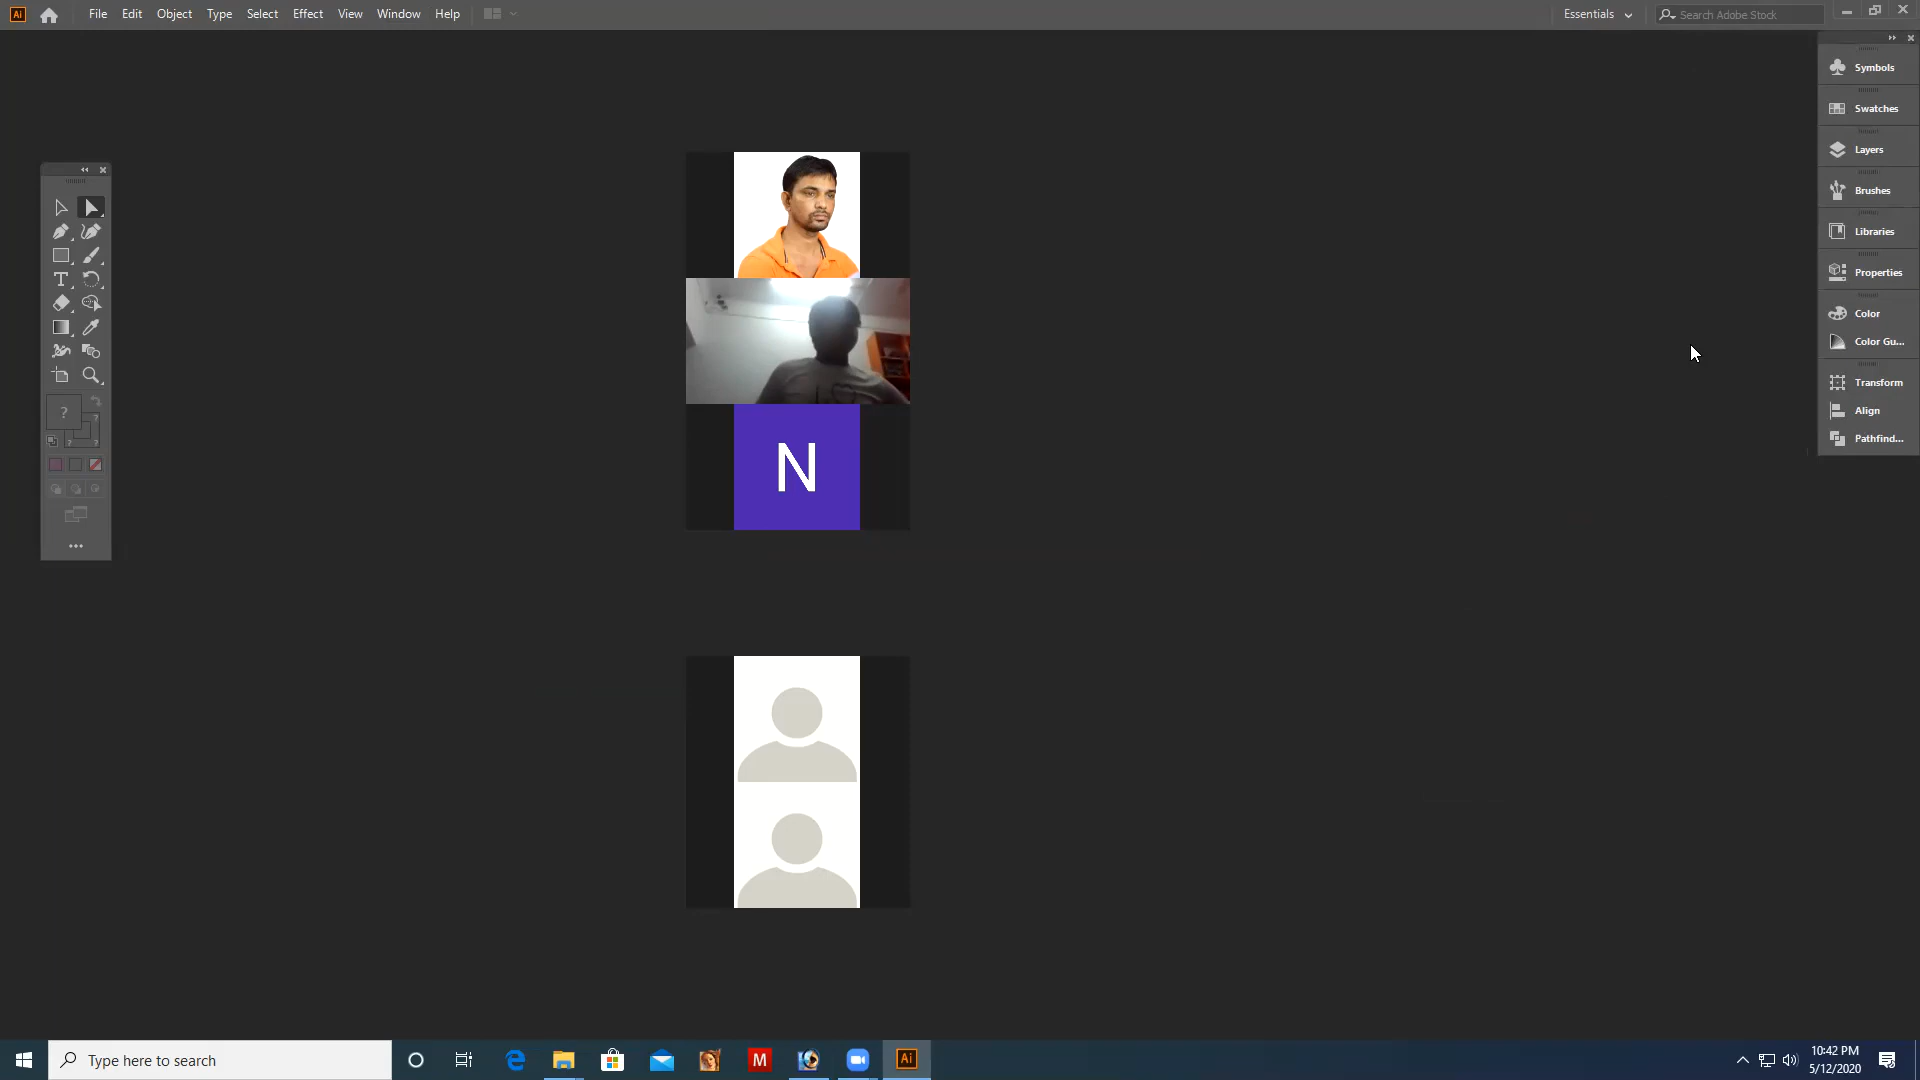 Ai File Edit Object Type Select Effect View Window Help Essentials Search Adobe Stock
Symbols
Swatches
Layers
Brushes
Libraries
Properties
Color
Color Gu...
Transform
Align
Pathfind...
T
?
?
?
?
N
Type here to search
M
Ai
10:42 PM
5/12/2020